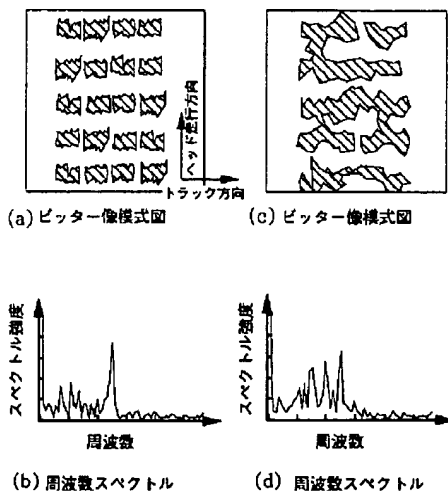 ヘッド走行方向
トラック方向
(a) ビッター像模式図
(c) ビッター像模式図
スペクトル強度
周波数
(b) 周波数スペクトル
スペクトル強度
周波数
(d) 周波数スペクトル